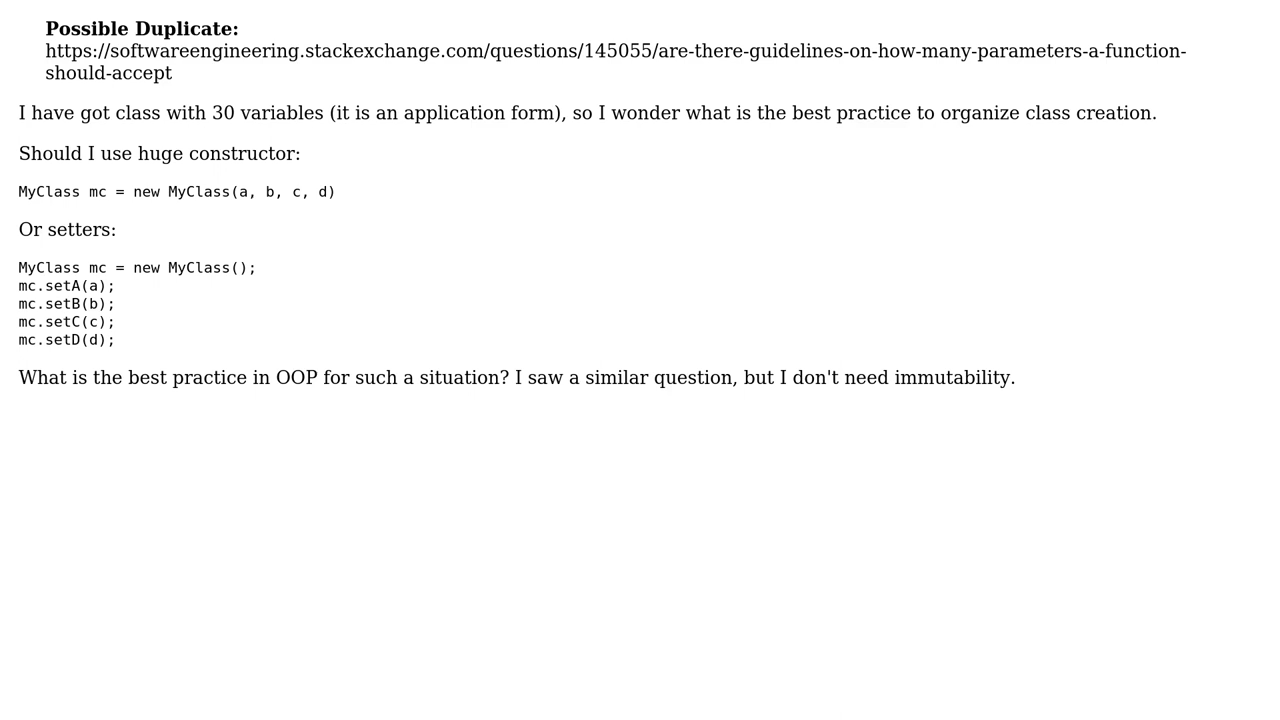 Possible Duplicate:
https://softwareengineering.stackexchange.com/questions/145055/are-there-guidelines-on-how-many-parameters-a-function-
should-accept
I have got class with 30 variables (it is an application form), so I wonder what is the best practice to organize class creation.
Should I use huge constructor:
MyClass mc = new MyClass(a, b, c, d)
Or setters:
MyClass mc = new MyClass();
mc.setA(a);
mc.setB(b);
mc.setC(c);
mc.setD(d);
What is the best practice in OOP for such a situation? I saw a similar question, but I don't need immutability.